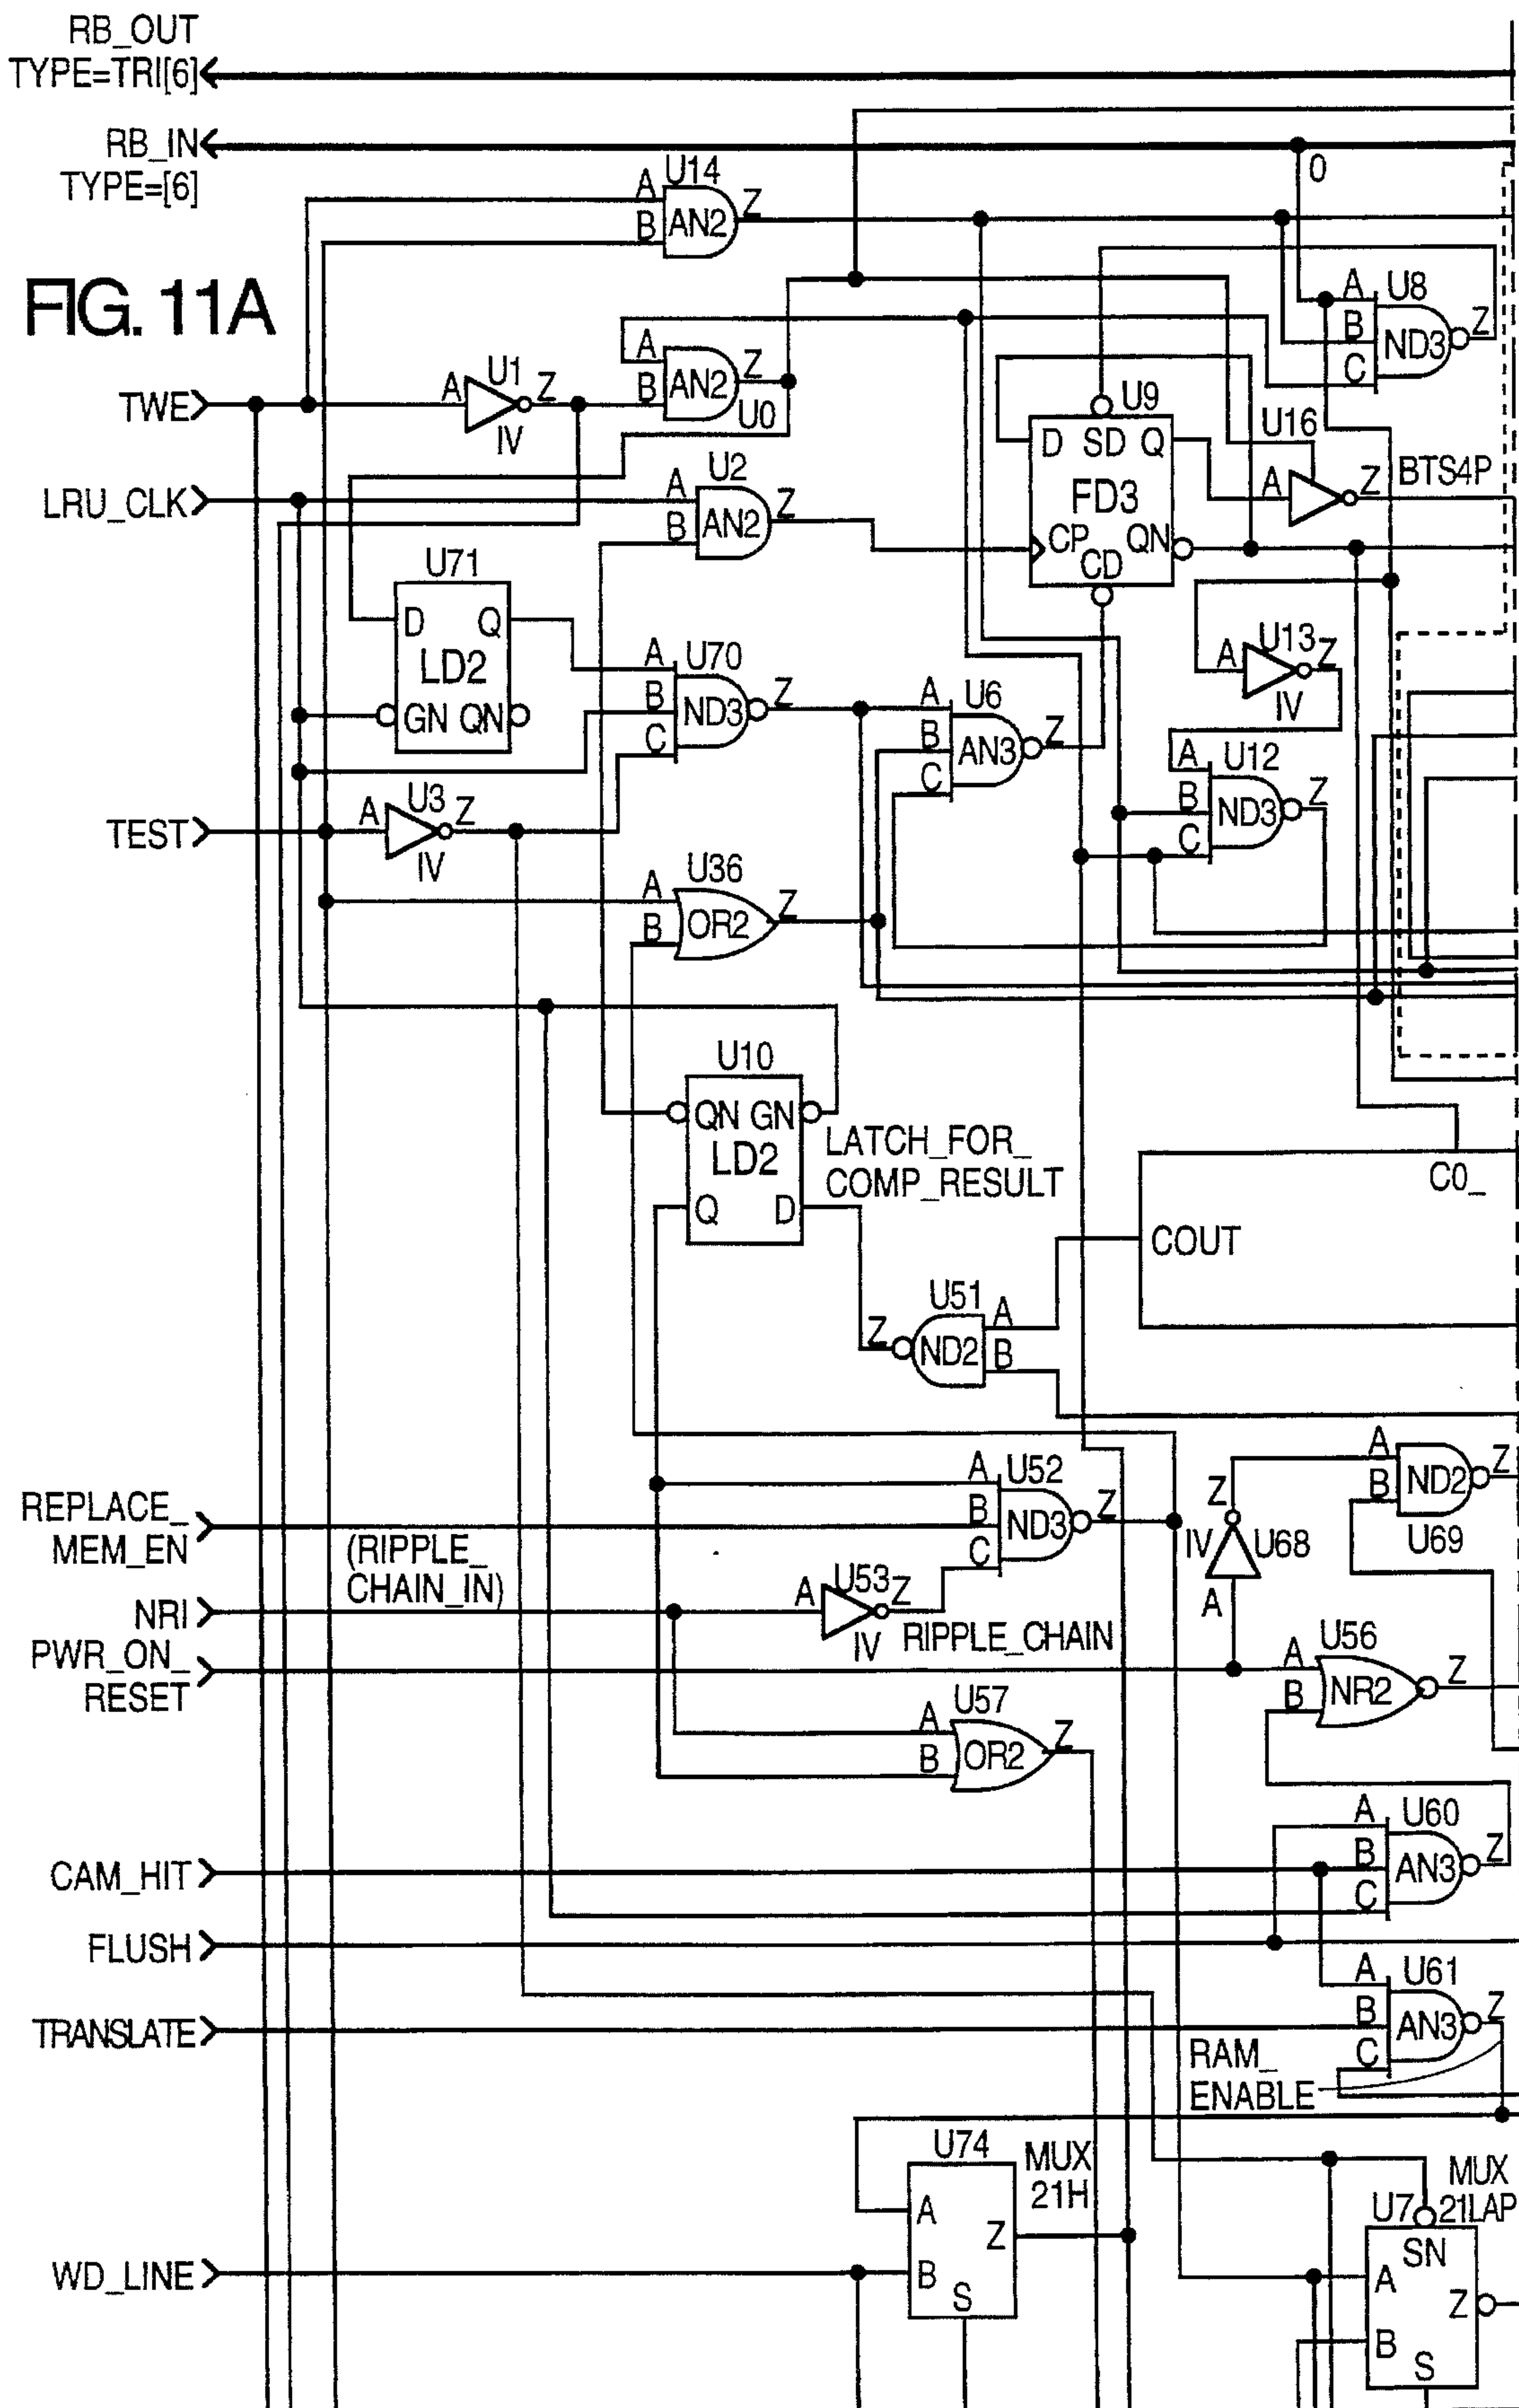 RB_OUT
TYPE=TRI[6]
RB_IN
TYPE=[6]
0
U14
A
B
AN2
Z
FIG. 11A
U8
A
B
C
ND3
Z
TWE
A
U1
Z
IV
A
B
AN2
Z
U0
U9
D SD Q
FD3
CP QN
CD
U16
A
Z
BTS4P
LRU_CLK
U2
A
B
AN2
Z
U71
D Q
LD2
GN QN
A
B
C
U70
ND3
Z
A
B
C
U6
AN3
Z
A
U13
Z
IV
A
B
C
U12
ND3
Z
TEST
A
U3
Z
IV
A
B
U36
OR2
Z
U10
QN GN
LD2
Q D
LATCH_FOR_
COMP_RESULT
C0_
COUT
U51
Z
ND2
A
B
REPLACE_
MEM_EN
A
B
C
U52
ND3
Z
A
B
ND2
Z
U69
Z
IV
U68
A
(RIPPLE_
CHAIN_IN)
NRI
A
U53
Z
IV
RIPPLE_CHAIN
PWR_ON_
RESET
A
B
U56
NR2
Z
A
B
U57
OR2
Z
CAM_HIT
A
B
C
U60
AN3
Z
FLUSH
A
B
C
U61
AN3
Z
TRANSLATE
RAM_
ENABLE
U74
MUX
21H
A
B
Z
S
WD_LINE
MUX
21LAP
U7
SN
A
Z
B
S